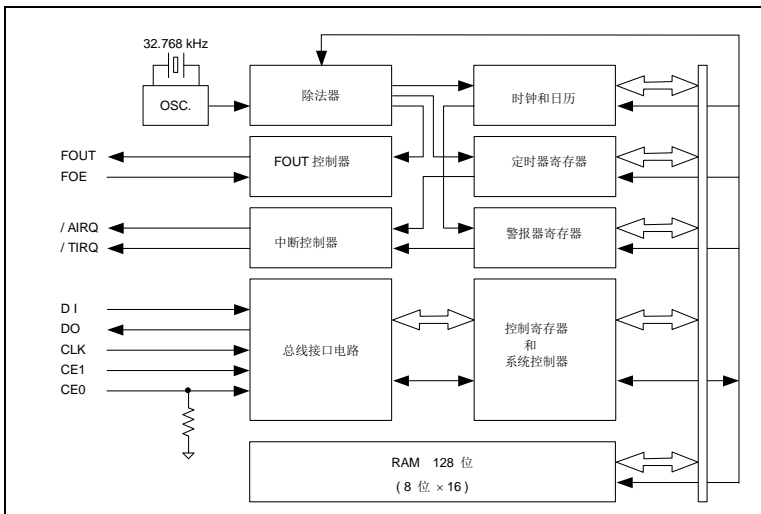 32.768 kHz
OSC.
除法器
时钟和日历
FOUT
FOE
FOUT 控制器
定时器寄存器
/ AIRQ
/ TIRQ
中断控制器
警报器寄存器
D I
DO
CLK
CE1
CE0
总线接口电路
控制寄存器
和
系统控制器
RAM 128 位
( 8 位 × 16 )